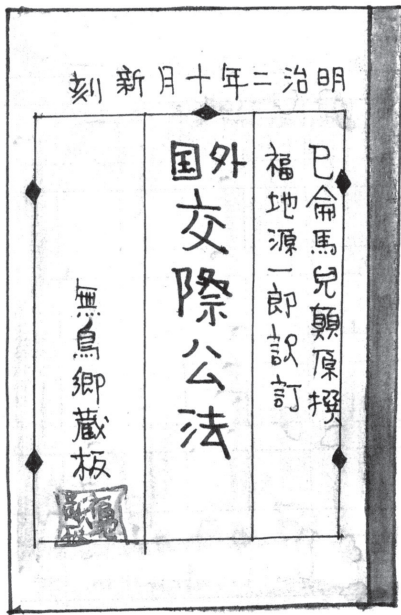 明治二年十月新刻
巳侖馬兒顛原撰
福地源一郎訳訂
外国
交際公法
無鳥郷蔵板